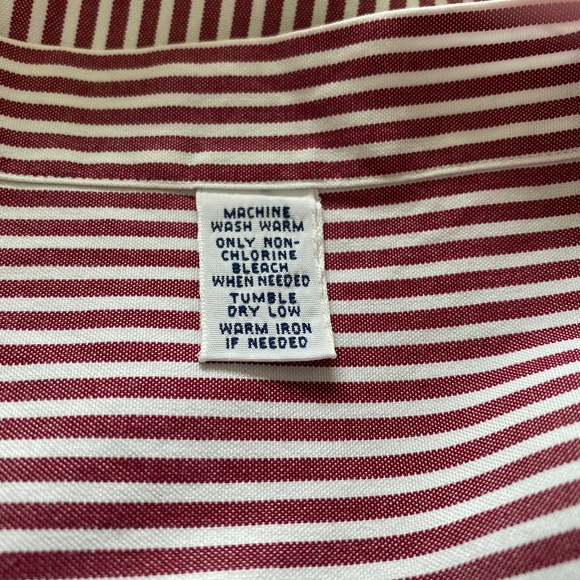 MACHINE
WASH WARM
ONLY NON-
CHLORINE
BLEACH
WHEN NEEDED
TUMBLE
DRY LOW
WARM IRON
IF NEEDED